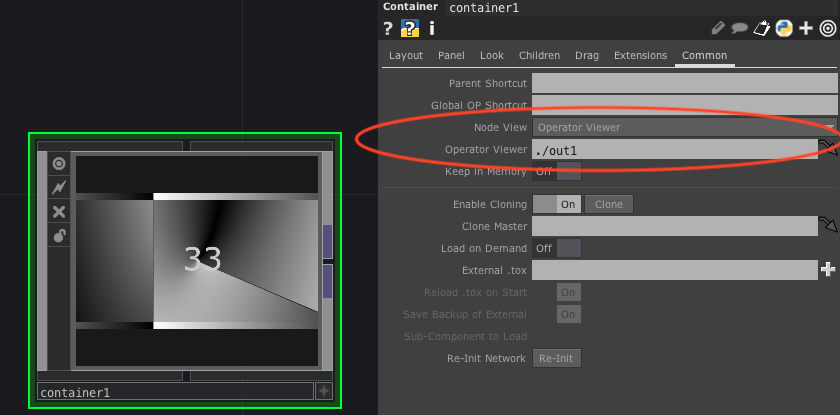 Container container1
? ? i
Layout Panel Look Children Drag Extensions Common
Parent Shortcut
Global OP Shortcut
Node View Operator Viewer
Operator Viewer ./out1
Keep in Memory Off
Enable Cloning On Clone
Clone Master
Load on Demand Off
External .tox
Reload .tox on Start On
Save Backup of External On
Sub-Component to Load
Re-Init Network Re-Init
33
container1